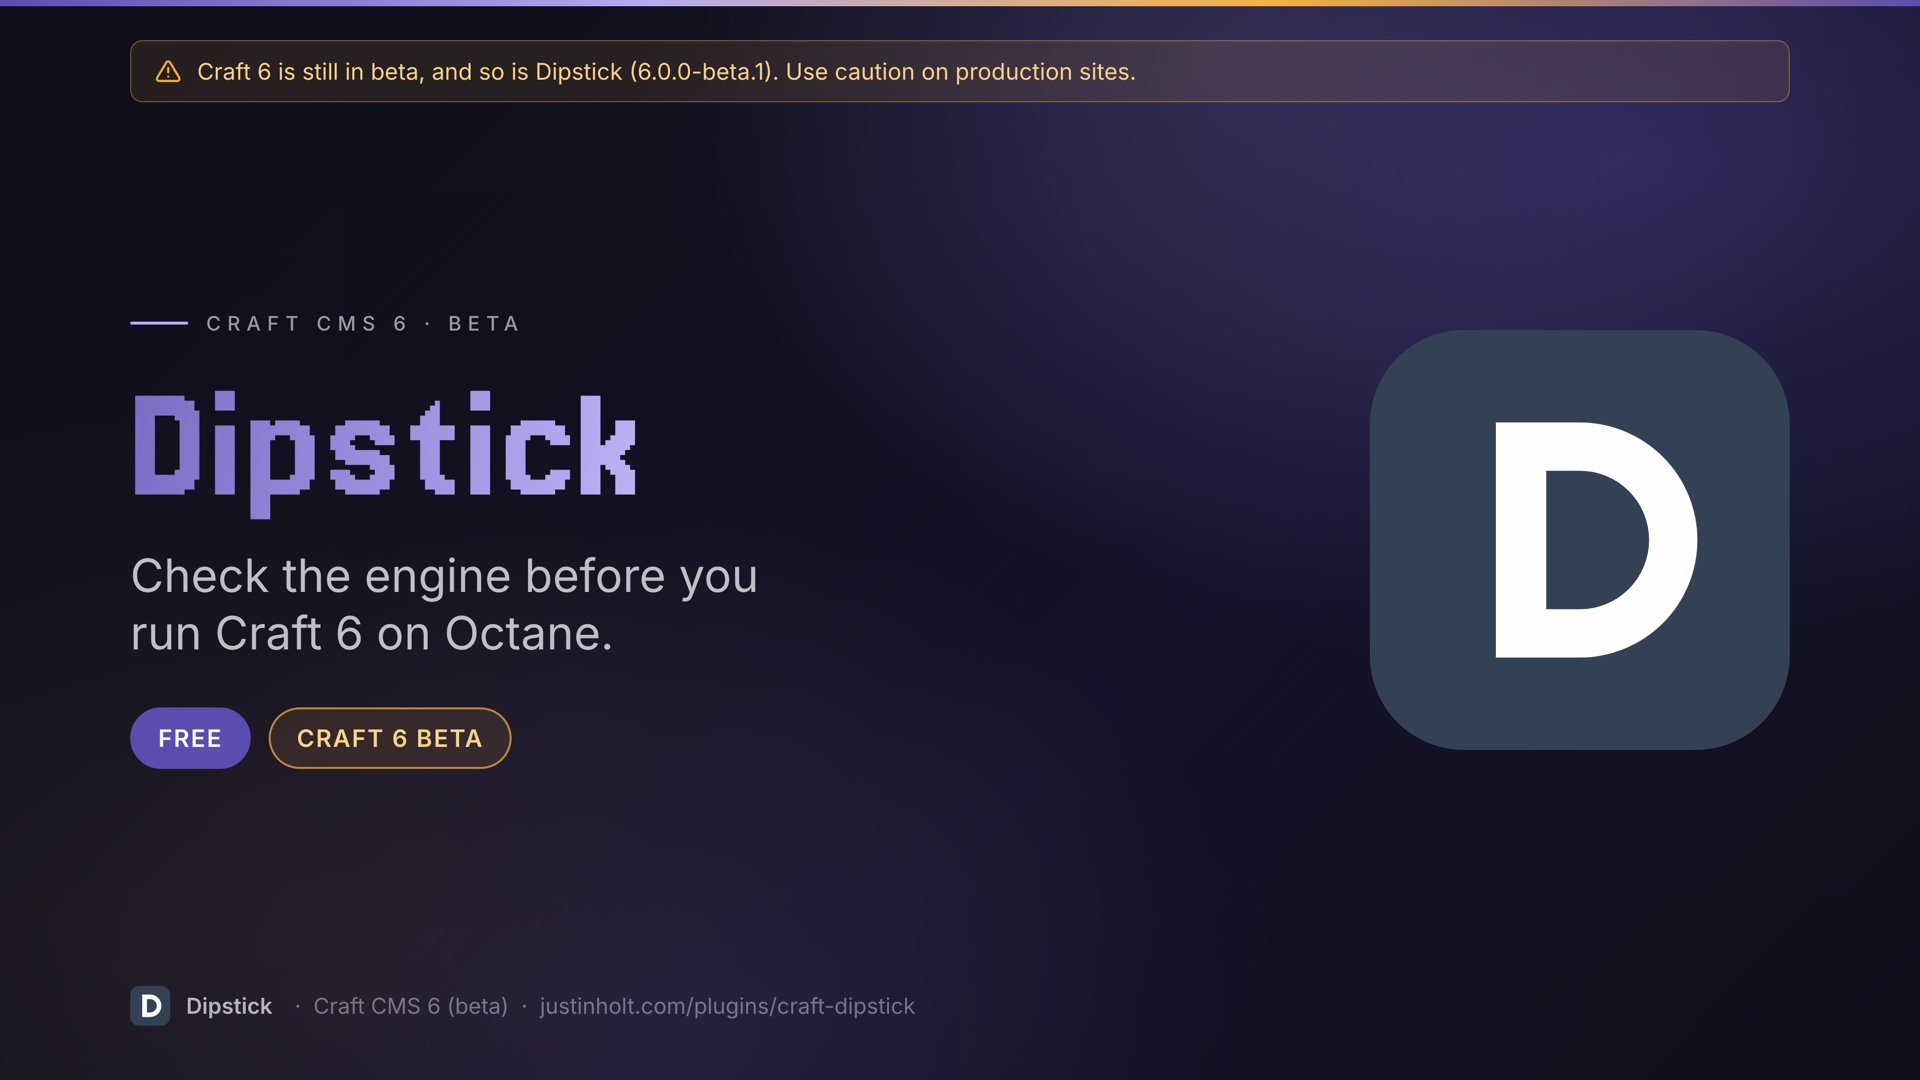 Craft 6 is still in beta, and so is Dipstick (6.0.0-beta.1). Use caution on production sites.
CRAFT CMS 6 · BETA
Dipstick
Check the engine before you
run Craft 6 on Octane.
FREE
CRAFT 6 BETA
D
D
Dipstick · Craft CMS 6 (beta) · justinholt.com/plugins/craft-dipstick